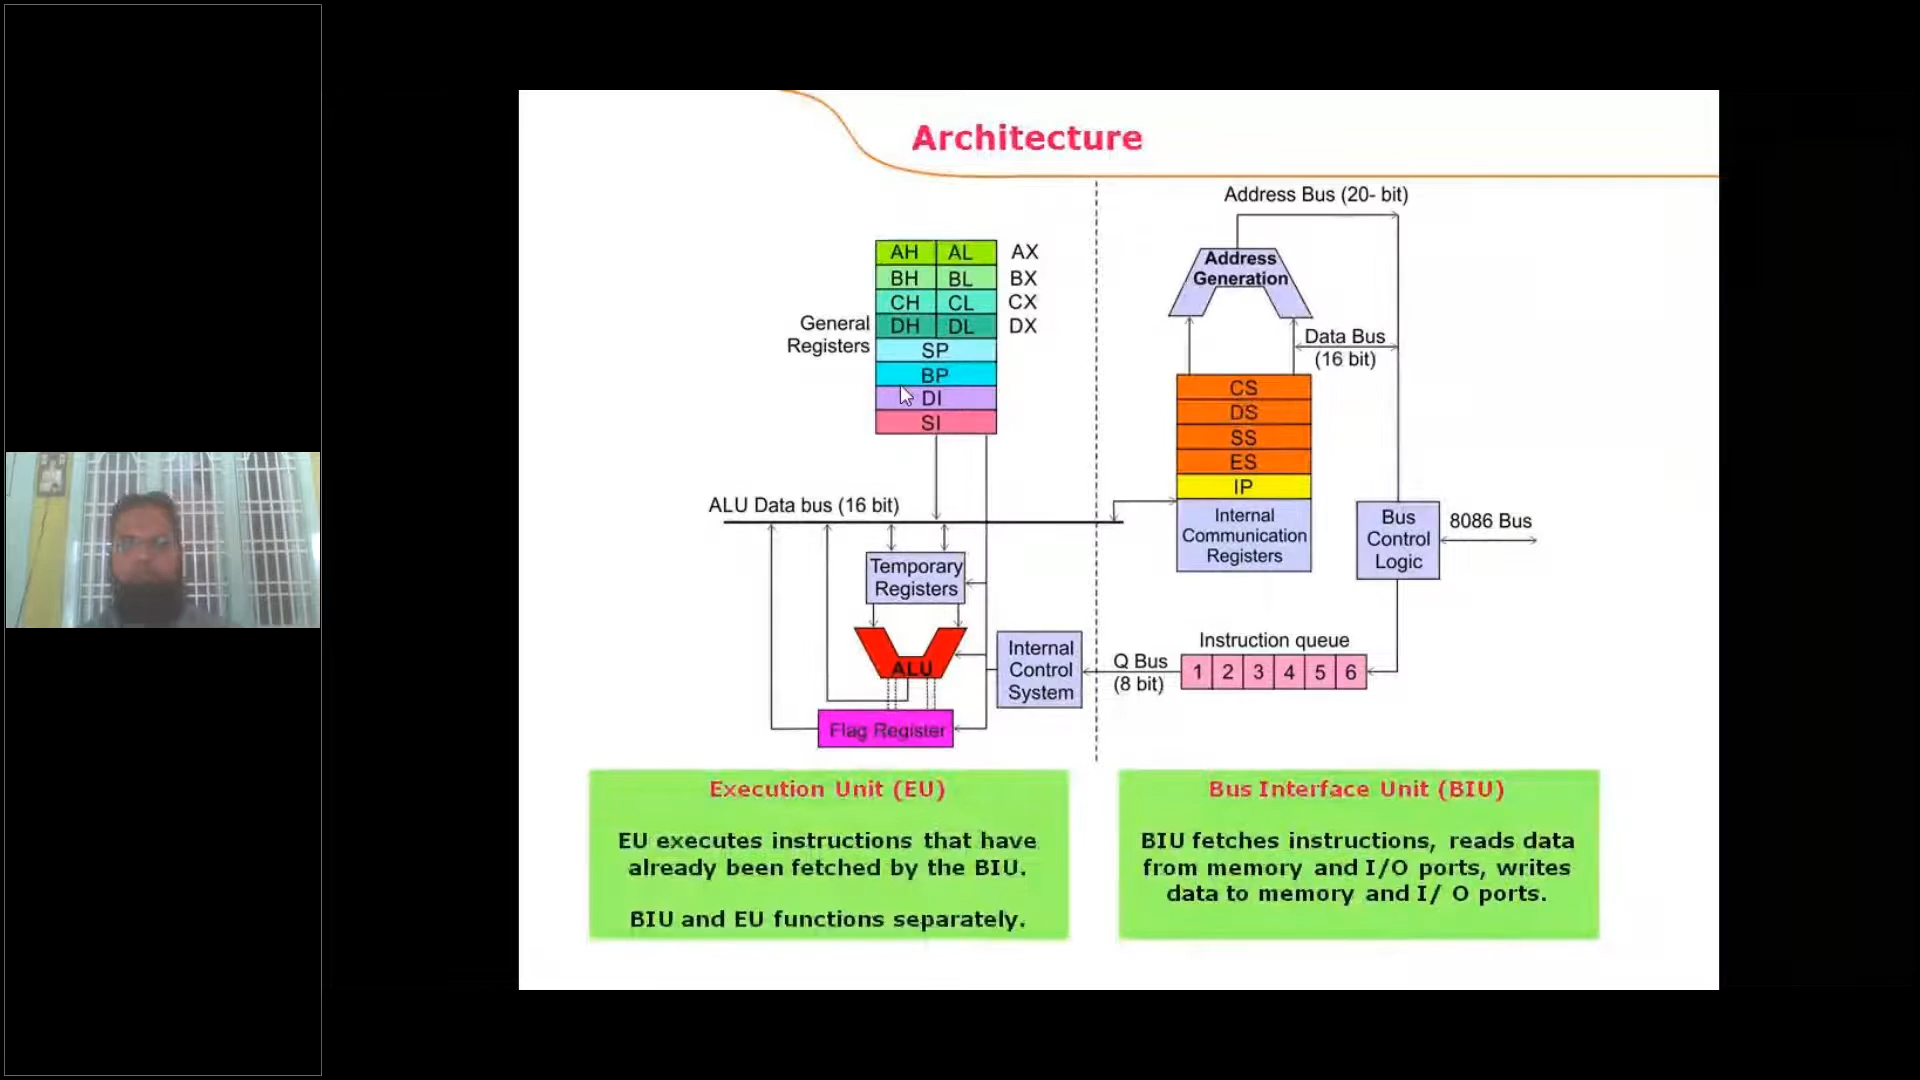 Architecture
Address Bus (20- bit)
AH AL AX
BH BL BX
CH CL CX
DH DL DX
General
Registers
SP
BP
DI
SI
Address
Generation
Data Bus
(16 bit)
CS
DS
SS
ES
IP
Internal
Communication
Registers
Bus
Control
Logic
8086 Bus
ALU Data bus (16 bit)
Temporary
Registers
ALU
Internal
Control
System
Flag Register
Q Bus
(8 bit)
Instruction queue
1 2 3 4 5 6
Execution Unit (EU)
EU executes instructions that have
already been fetched by the BIU.
BIU and EU functions separately.
Bus Interface Unit (BIU)
BIU fetches instructions, reads data
from memory and I/O ports, writes
data to memory and I/ O ports.